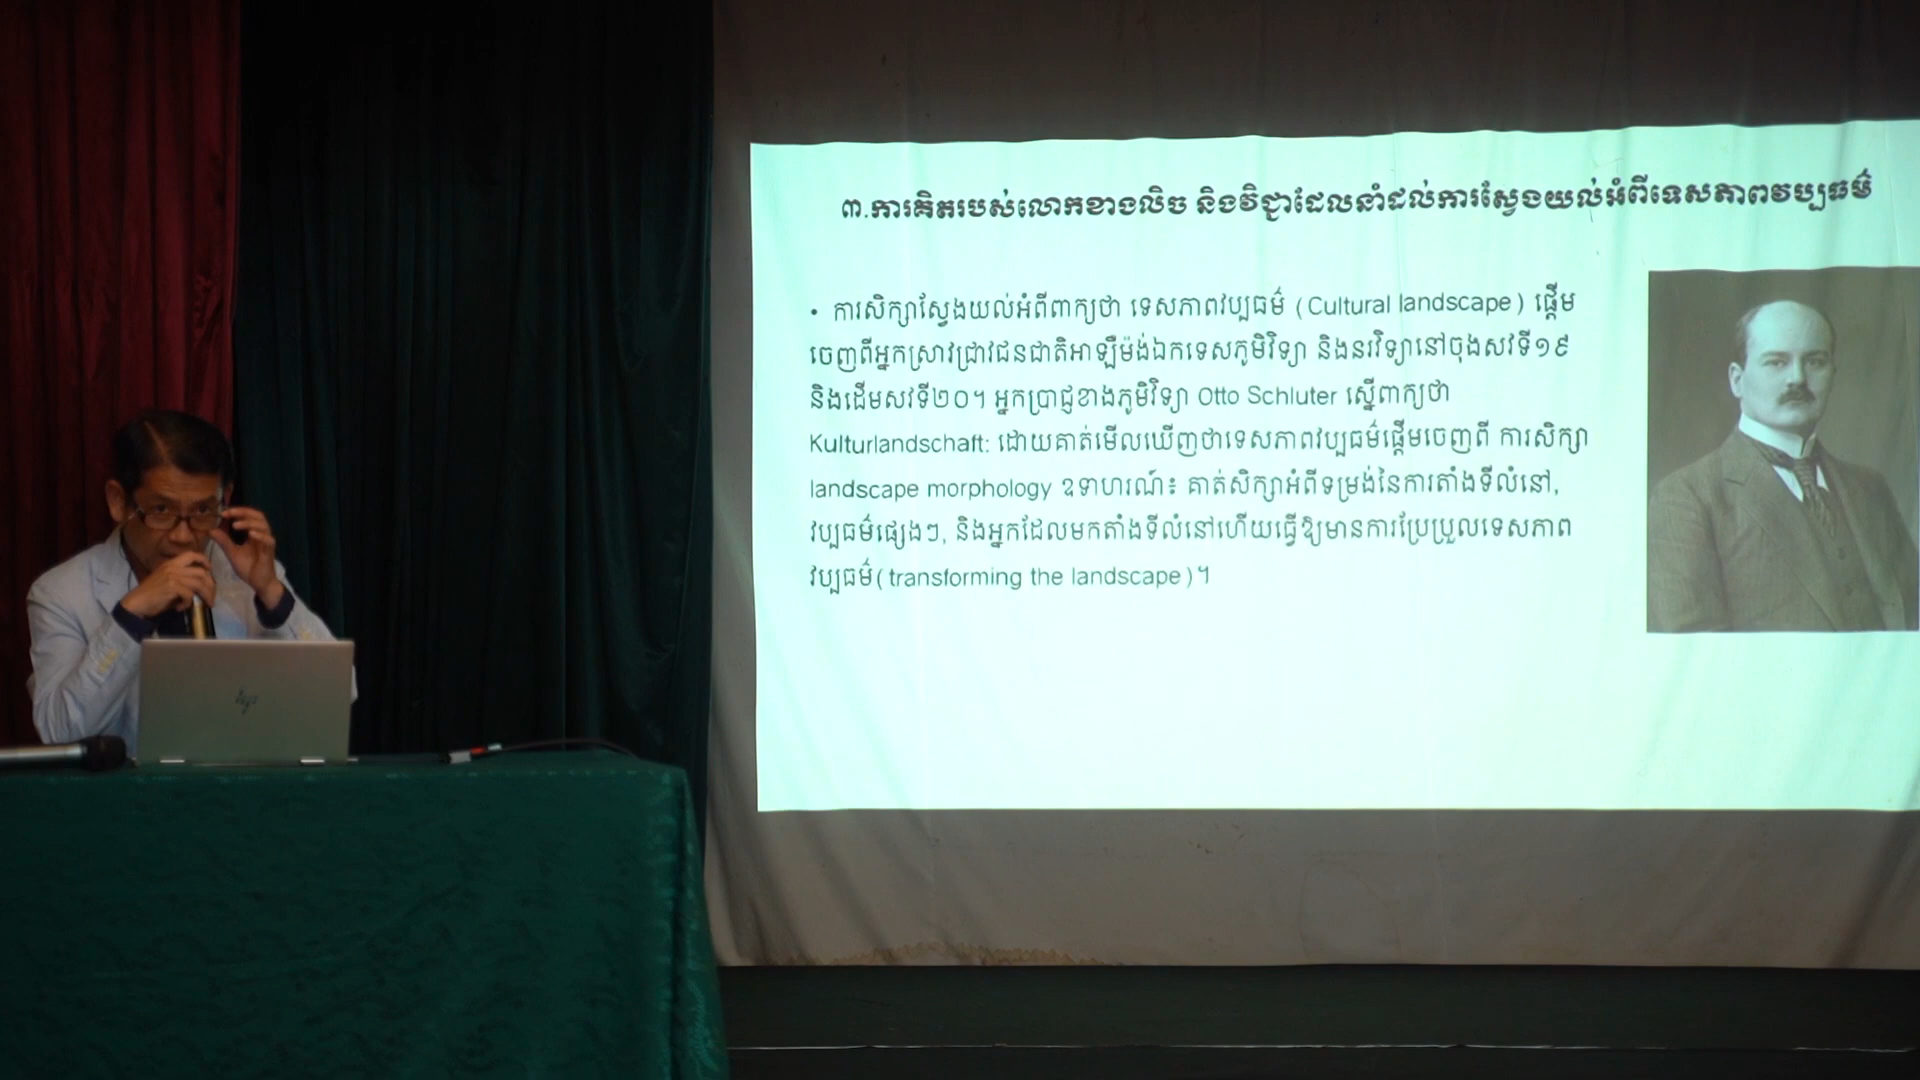 ៣.ការគិតរបស់លោកខាងលិច និងវិជ្ជាដែលនាំដល់ការស្វែងយល់អំពីទេសភាពវប្បធម៌
• ការសិក្សាស្វែងយល់អំពីពាក្យថា ទេសភាពវប្បធម៌ (Cultural landscape) ផ្តើម
ចេញពីអ្នកស្រាវជ្រាវជនជាតិអាឡឺម៉ង់ឯកទេសភូមិវិទ្យា និងនរវិទ្យានៅចុងសវទី១៩
និងដើមសវទី២០។ អ្នកប្រាជ្ញខាងភូមិវិទ្យា Otto Schluter ស្នើពាក្យថា
Kulturlandschaft: ដោយគាត់មើលឃើញថាទេសភាពវប្បធម៌ផ្តើមចេញពី ការសិក្សា
landscape morphology ឧទាហរណ៍៖ គាត់សិក្សាអំពីទម្រង់នៃការតាំងទីលំនៅ,
វប្បធម៌ផ្សេងៗ, និងអ្នកដែលមកតាំងទីលំនៅហើយធ្វើឱ្យមានការប្រែប្រួលទេសភាព
វប្បធម៌(transforming the landscape)។
hp